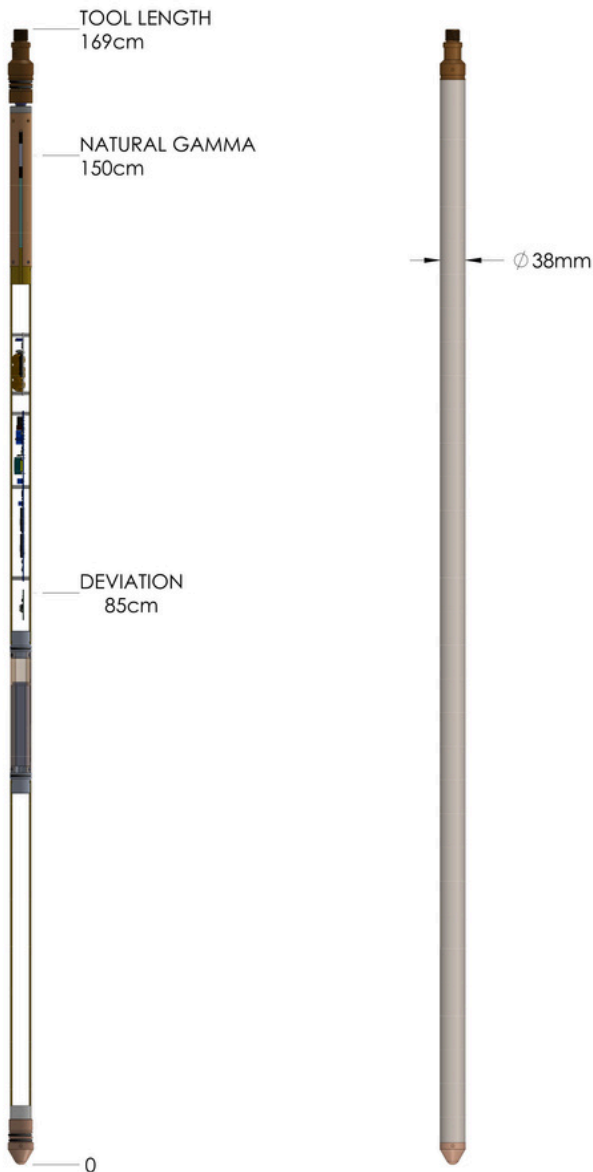 TOOL LENGTH
169cm
NATURAL GAMMA
150cm
∅ 38mm
DEVIATION
85cm
0